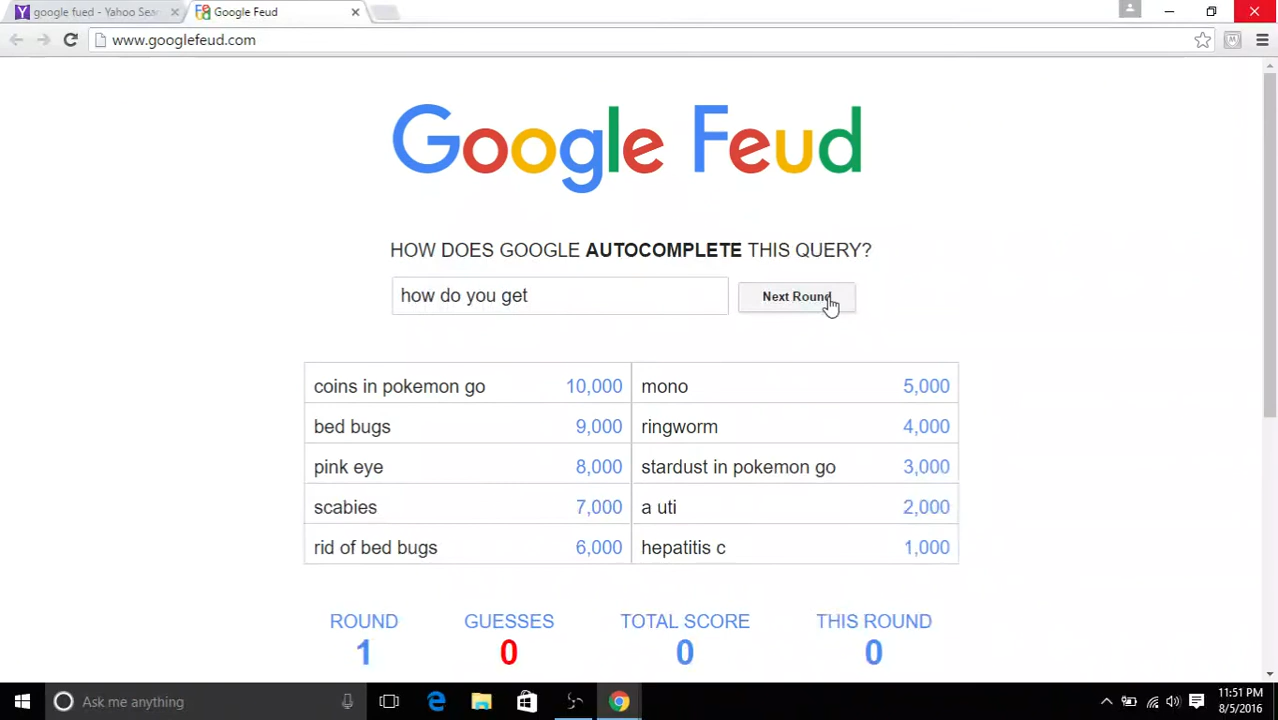 google fued - Yahoo Sea
Google Feud
www.googlefeud.com
Google Feud
HOW DOES GOOGLE AUTOCOMPLETE THIS QUERY?
how do you get
Next Round
coins in pokemon go 10,000 mono 5,000
bed bugs 9,000 ringworm 4,000
pink eye 8,000 stardust in pokemon go 3,000
scabies 7,000 a uti 2,000
rid of bed bugs 6,000 hepatitis c 1,000
ROUND GUESSES TOTAL SCORE THIS ROUND
1 0 0 0
Ask me anything
11:51 PM
8/5/2016